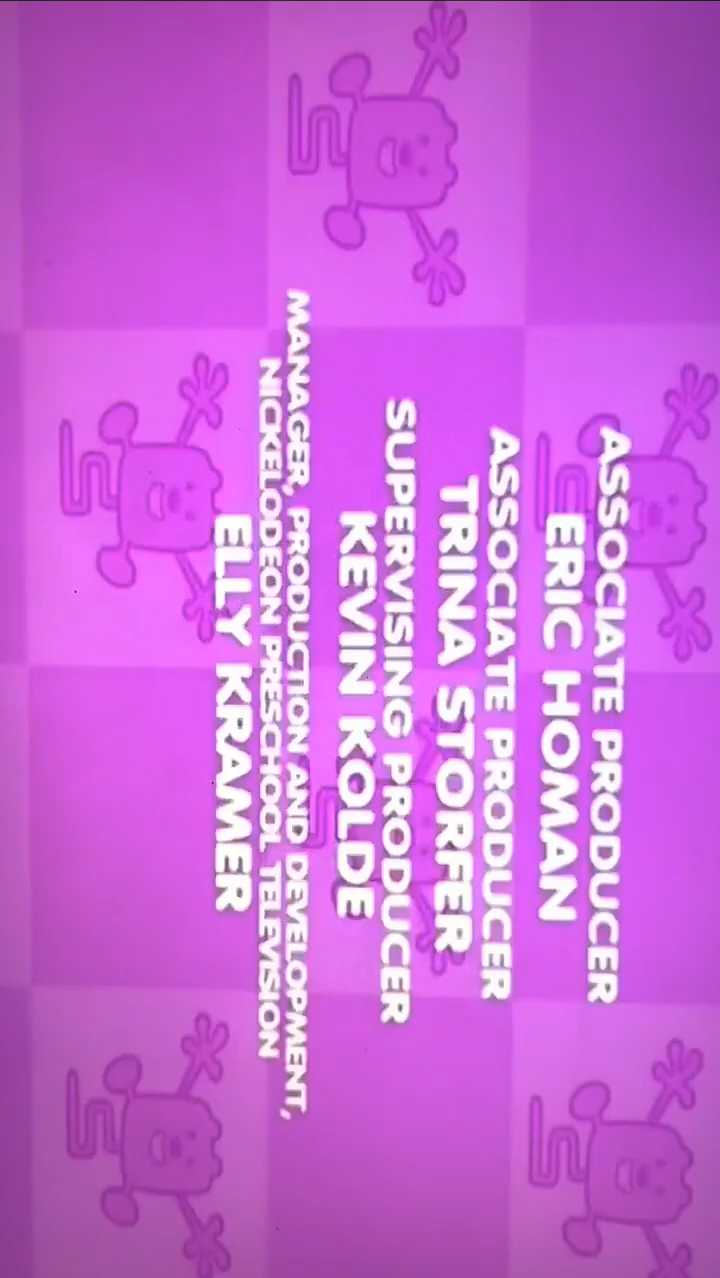 ASSOCIATE PRODUCER
ERIC HOMAN
ASSOCIATE PRODUCER
TRINA STORFER
SUPERVISING PRODUCER
KEVIN KOLDE
MANAGER, PRODUCTION AND DEVELOPMENT,
NICKELODEON PRESCHOOL TELEVISION
ELLY KRAMER